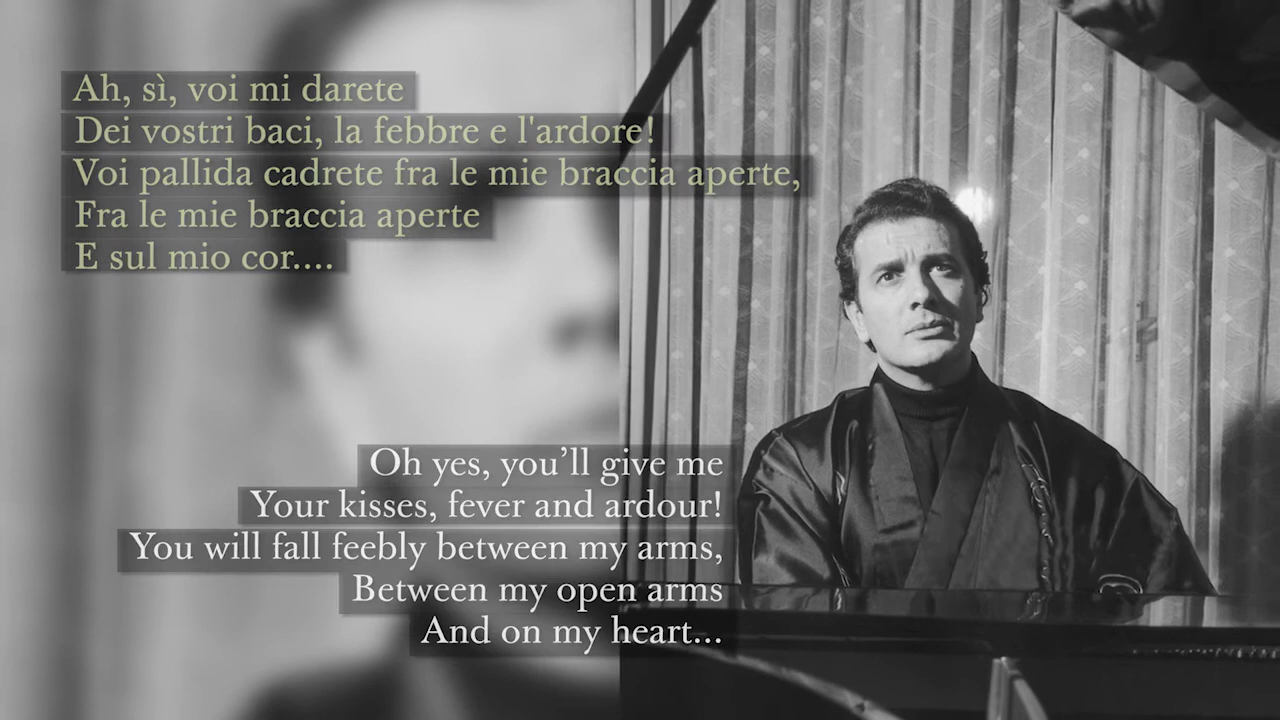 Ah, sì, voi mi darete
Dei vostri baci, la febbre e l'ardore!
Voi pallida cadrete fra le mie braccia aperte,
Fra le mie braccia aperte
E sul mio cor....
Oh yes, you’ll give me
Your kisses, fever and ardour!
You will fall feebly between my arms,
Between my open arms
And on my heart...